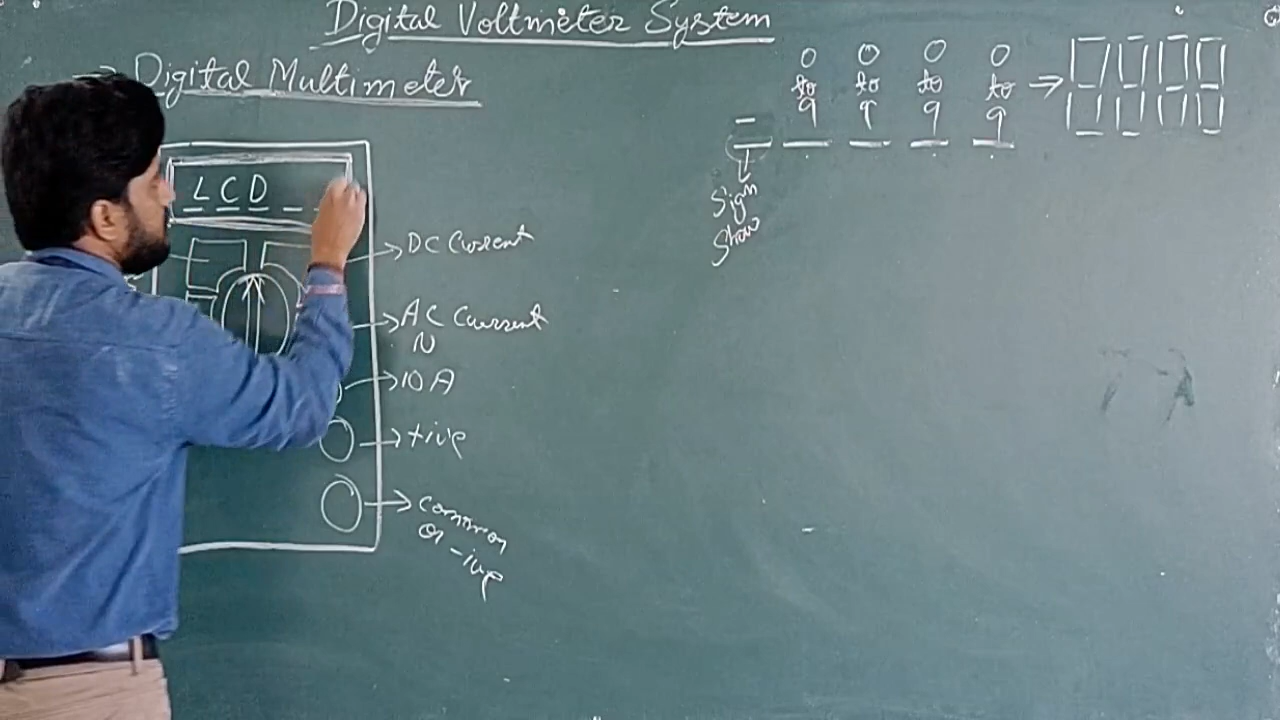 Digital Voltmeter System
→ Digital Multimeter
0 0 0 0
to to to to
9 9 9 9
→ 8888
–
Sign
Show
LCD
→ DC Current
→ AC Current
N
→ 10 A
→ +ive
→ Common
or -ive